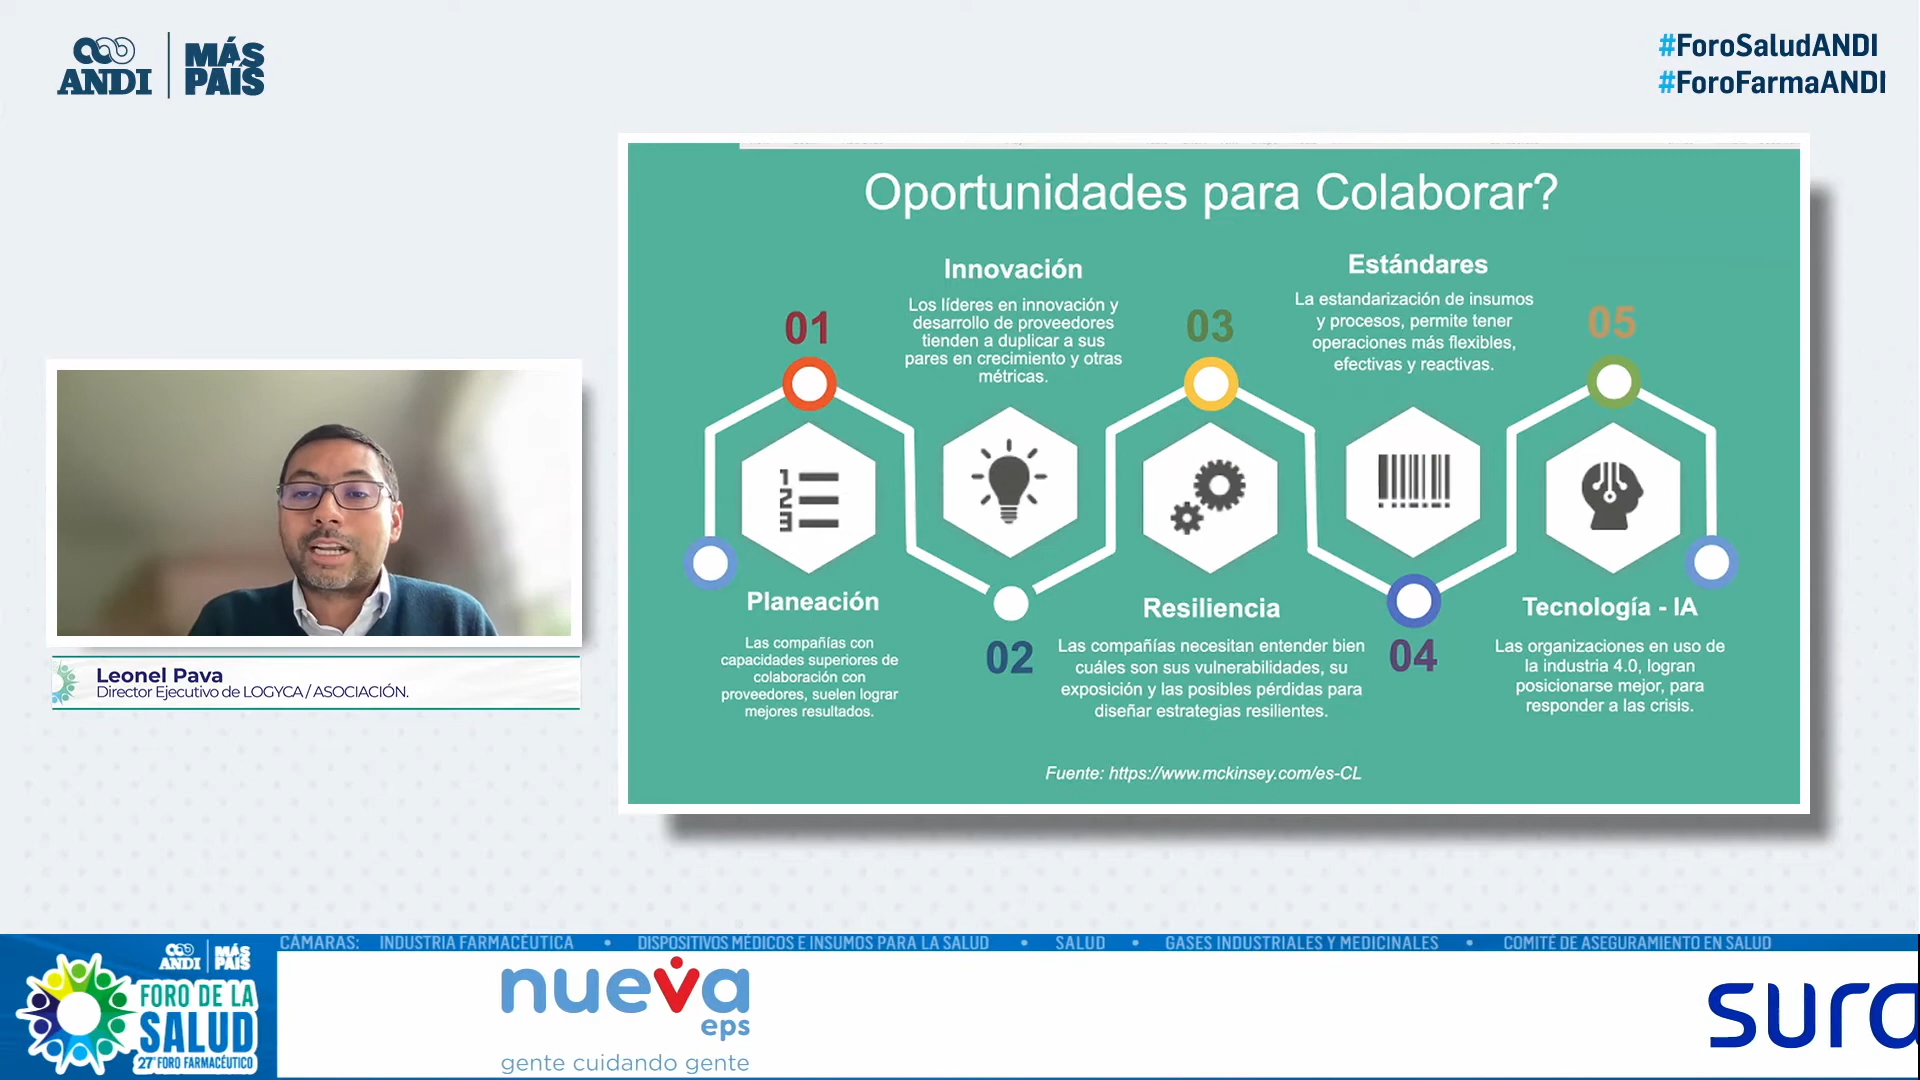 ANDI
MÁS
PAÍS
#ForoSaludANDI
#ForoFarmaANDI
Oportunidades para Colaborar?
01
Planeación
Las compañías con
capacidades superiores de
colaboración con
proveedores, suelen lograr
mejores resultados.
Innovación
Los líderes en innovación y
desarrollo de proveedores
tienden a duplicar a sus
pares en crecimiento y otras
métricas.
02
03
Resiliencia
Las compañías necesitan entender bien
cuáles son sus vulnerabilidades, su
exposición y las posibles pérdidas para
diseñar estrategias resilientes.
Estándares
La estandarización de insumos
y procesos, permite tener
operaciones más flexibles,
efectivas y reactivas.
04
05
Tecnología - IA
Las organizaciones en uso de
la industria 4.0, logran
posicionarse mejor, para
responder a las crisis.
1
2
3
Fuente: https://www.mckinsey.com/es-CL
Leonel Pava
Director Ejecutivo de LOGYCA / ASOCIACIÓN.
CÁMARAS: INDUSTRIA FARMACÉUTICA • DISPOSITIVOS MÉDICOS E INSUMOS PARA LA SALUD • SALUD • GASES INDUSTRIALES Y MEDICINALES • COMITÉ DE ASEGURAMIENTO EN SALUD
ANDI
MÁS
PAÍS
FORO DE LA
SALUD
27° FORO FARMACÉUTICO
nueva
eps
gente cuidando gente
sura